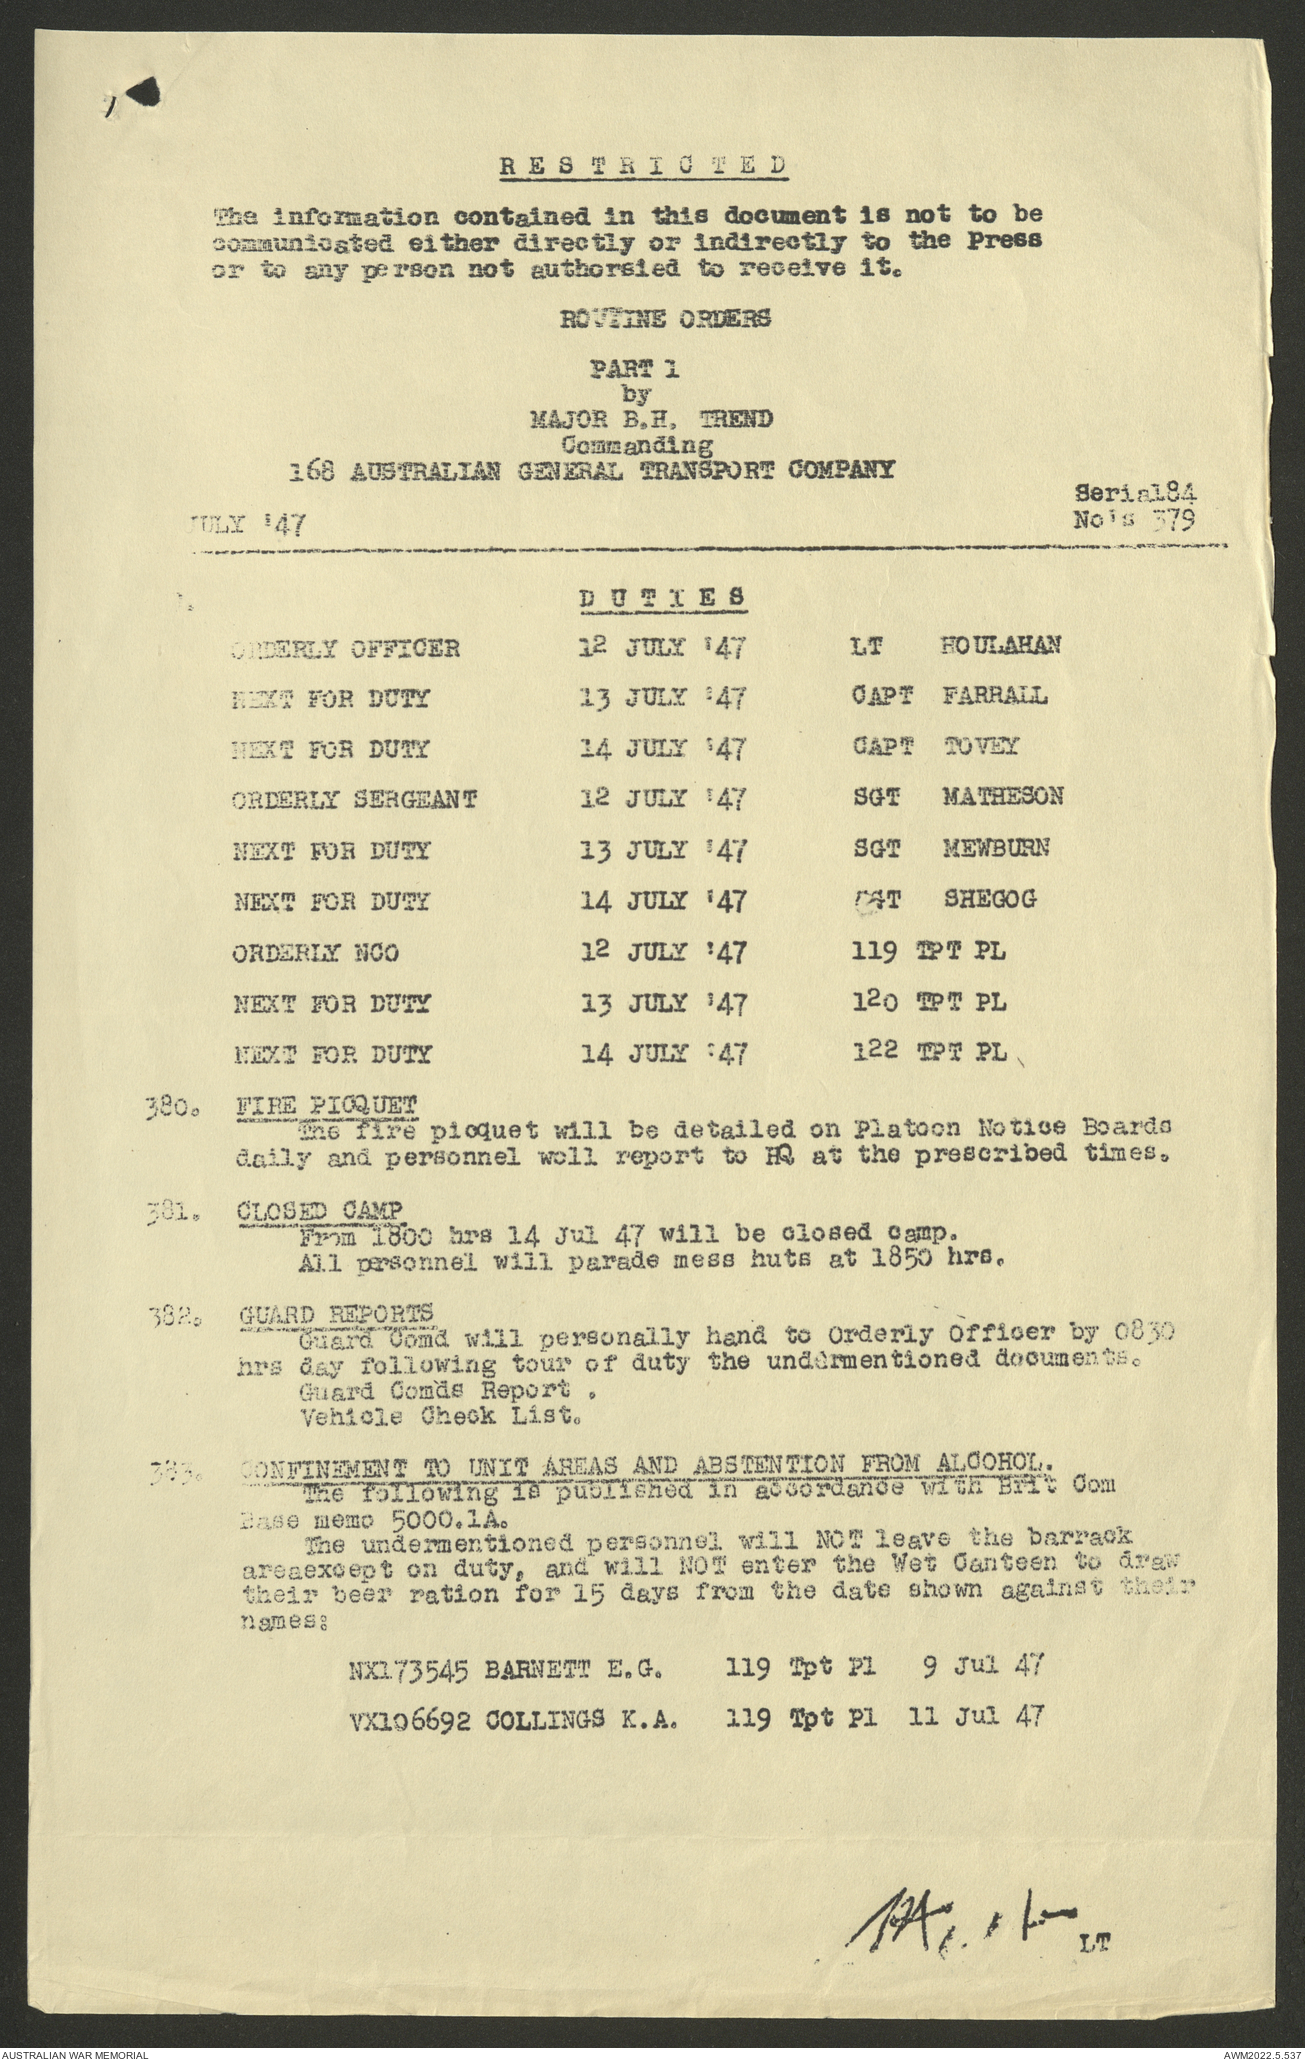 R E S T R I C T E D
The information contained in this document is not to be
communicated either directly or indirectly to the Press
or to any person not authorsied to receive it.
ROUTINE ORDERS
PART 1
by
MAJOR B.H. TREND
Commanding
168 AUSTRALIAN GENERAL TRANSPORT COMPANY
Serial84
JULY '47 No's 379
D U T I E S
ORDERLY OFFICER 12 JULY '47 LT HOULAHAN
NEXT FOR DUTY 13 JULY '47 CAPT FARRALL
NEXT FOR DUTY 14 JULY '47 CAPT TOVEY
ORDERLY SERGEANT 12 JULY '47 SGT MATHESON
NEXT FOR DUTY 13 JULY '47 SGT MEWBURN
NEXT FOR DUTY 14 JULY '47 SGT SHEGOG
ORDERLY NCO 12 JULY '47 119 TPT PL
NEXT FOR DUTY 13 JULY '47 120 TPT PL
NEXT FOR DUTY 14 JULY '47 122 TPT PL
380. FIRE PICQUET
The fire picquet will be detailed on Platoon Notice Boards
daily and personnel woll report to HQ at the prescribed times.
381. CLOSED CAMP
From 1800 hrs 14 Jul 47 will be closed camp.
All prsonnel will parade mess huts at 1850 hrs.
382. GUARD REPORTS
Guard Comd will personally hand to Orderly Officer by 0830
hrs day following tour of duty the undermentioned documents.
Guard Comds Report .
Vehicle Check List.
383. CONFINEMENT TO UNIT AREAS AND ABSTENTION FROM ALCOHOL.
The following is published in accordance with Brit Com
Base memo 5000.1A.
The undermentioned personnel will NOT leave the barrack
areaexcept on duty, and will NOT enter the Wet Canteen to draw
their beer ration for 15 days from the date shown against their
names:
NX173545 BARNETT E.G. 119 Tpt Pl 9 Jul 47
VX106692 COLLINGS K.A. 119 Tpt Pl 11 Jul 47
LT
AUSTRALIAN WAR MEMORIAL AWM2022.5.537